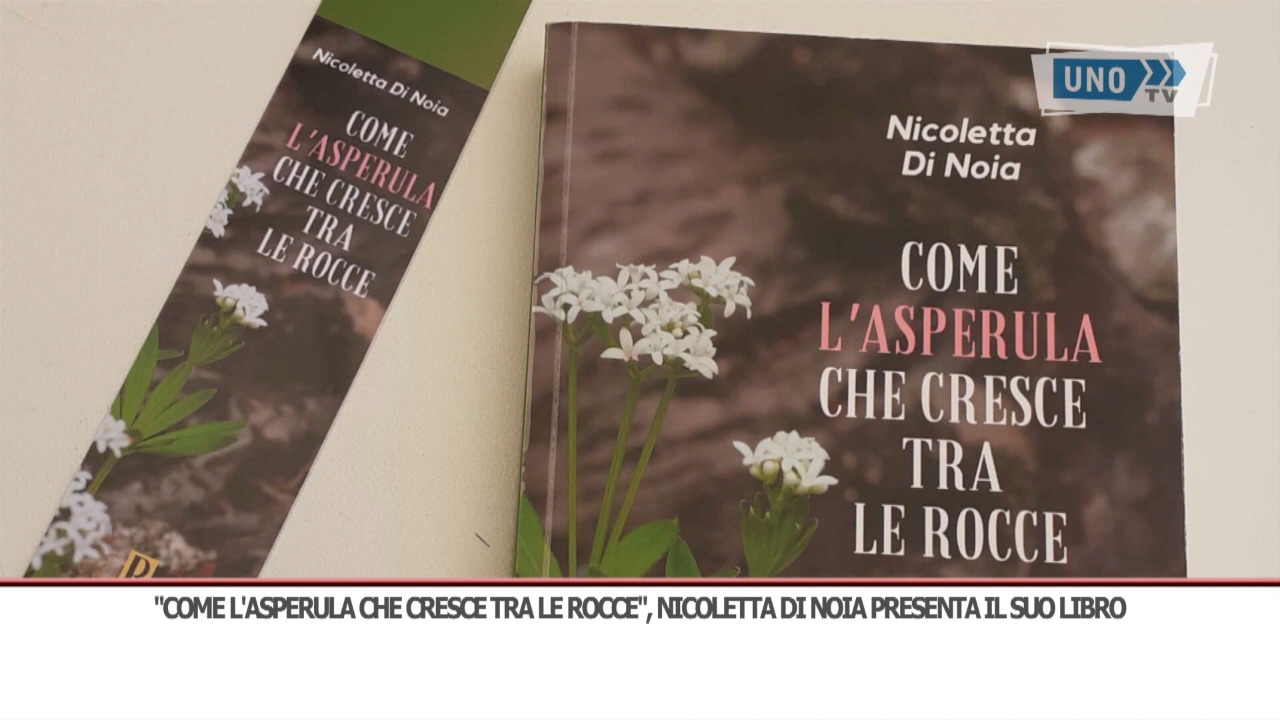 Nicoletta Di Noia
COME
L'ASPERULA
CHE CRESCE
TRA
LE ROCCE
UNO
TV
Nicoletta
Di Noia
COME
L'ASPERULA
CHE CRESCE
TRA
LE ROCCE
"COME L'ASPERULA CHE CRESCE TRA LE ROCCE", NICOLETTA DI NOIA PRESENTA IL SUO LIBRO